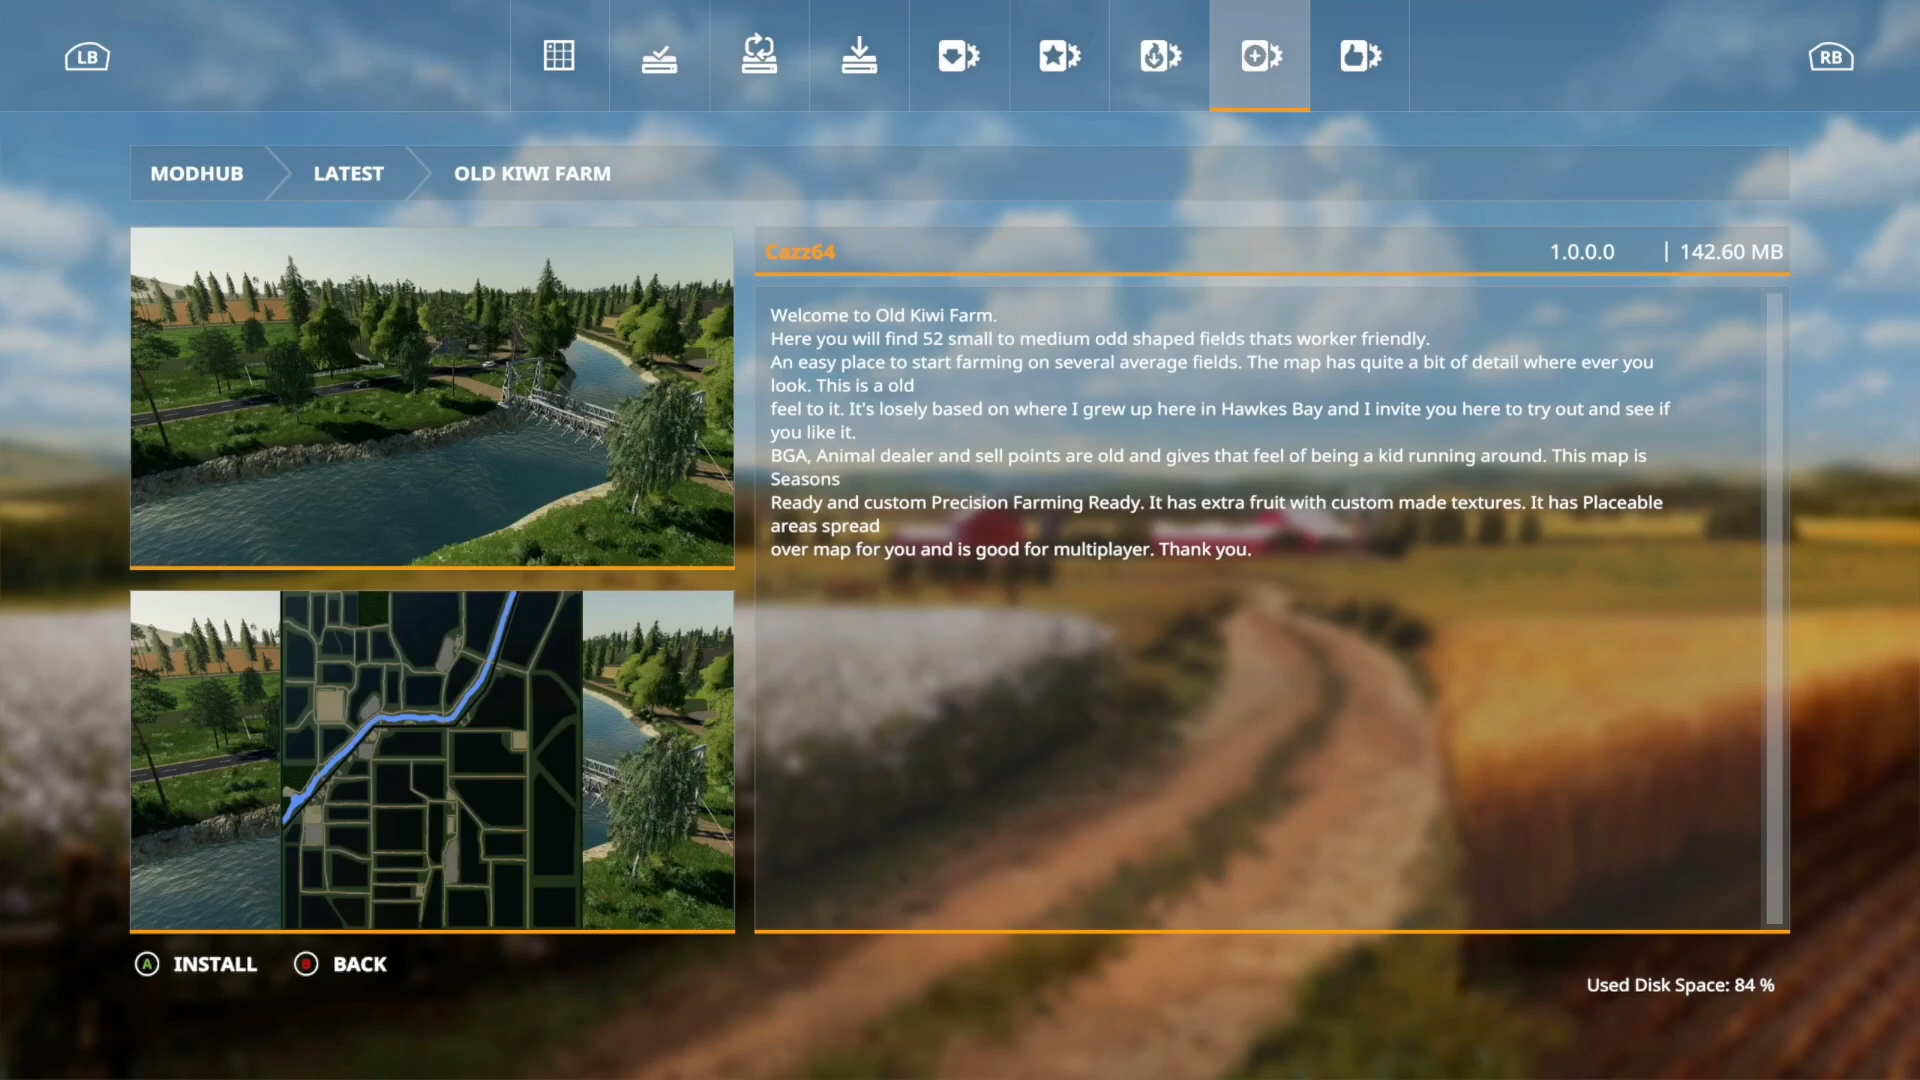 LB
RB
MODHUB LATEST OLD KIWI FARM
Cazz64 1.0.0.0 | 142.60 MB
Welcome to Old Kiwi Farm.
Here you will find 52 small to medium odd shaped fields thats worker friendly.
An easy place to start farming on several average fields. The map has quite a bit of detail where ever you
look. This is a old
feel to it. It's losely based on where I grew up here in Hawkes Bay and I invite you here to try out and see if
you like it.
BGA, Animal dealer and sell points are old and gives that feel of being a kid running around. This map is
Seasons
Ready and custom Precision Farming Ready. It has extra fruit with custom made textures. It has Placeable
areas spread
over map for you and is good for multiplayer. Thank you.
A INSTALL B BACK
Used Disk Space: 84 %